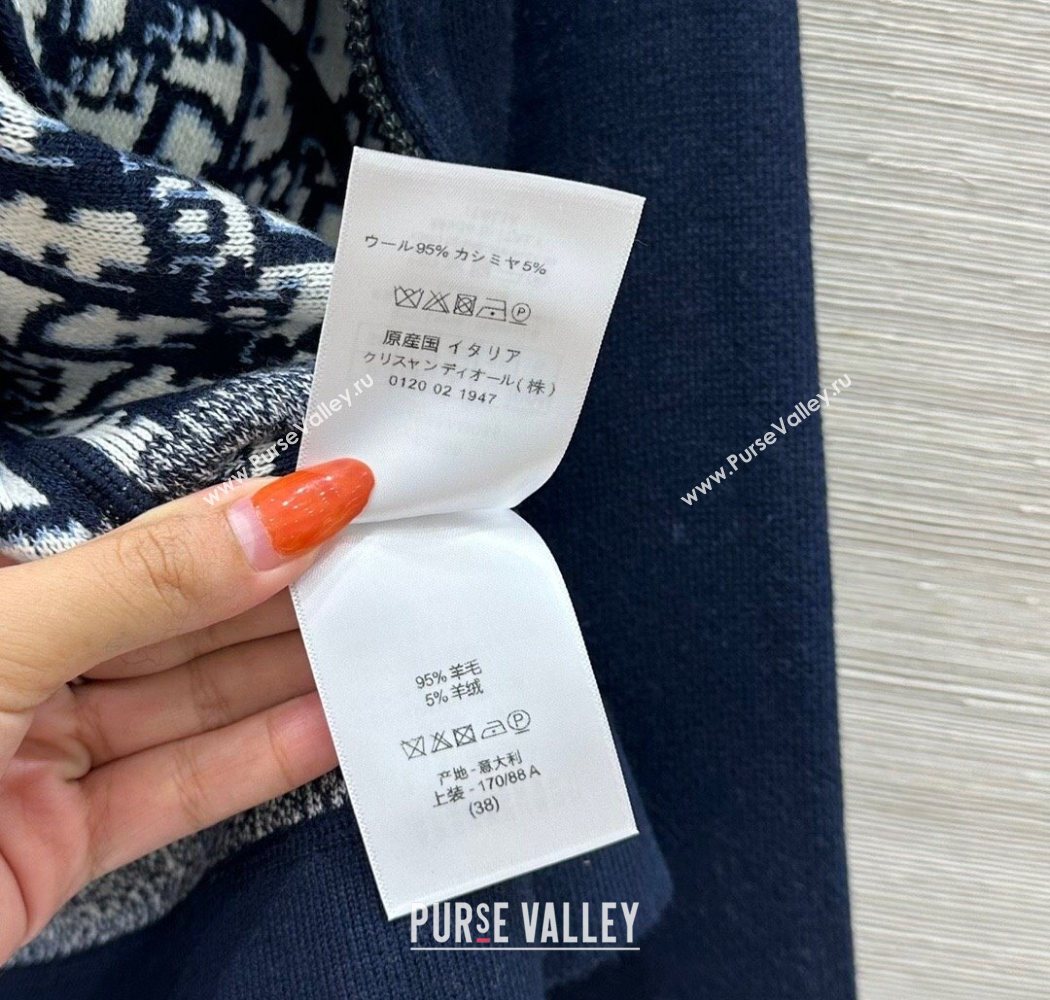 ウール95% カシミヤ5%
P
原産国 イタリア
クリスャンディオール(株)
0120 02 1947
www.PurseValley.ru
www.PurseValley.ru
95% 羊毛
5% 羊绒
P
产地-意大利
上装-170/88A
(38)
PURSE VALLEY